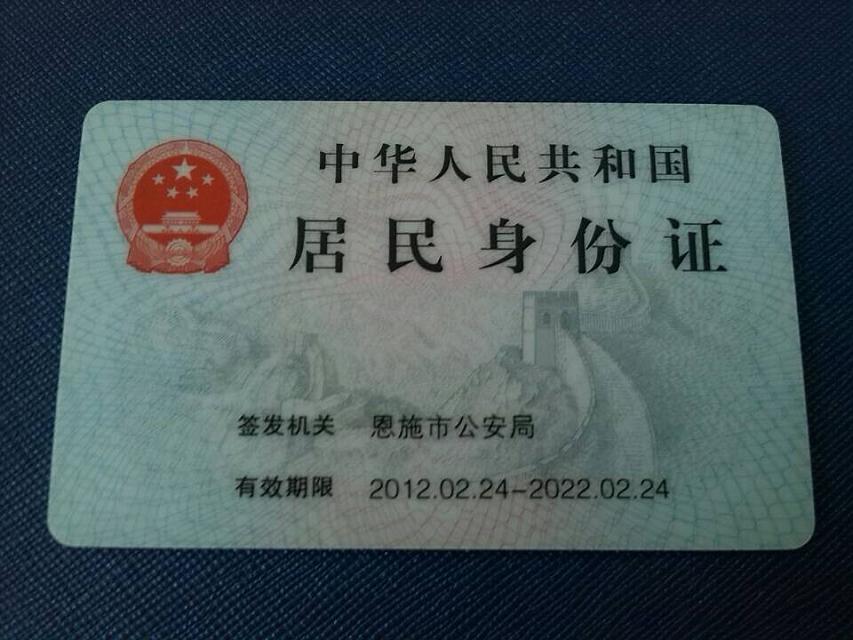 中华人民共和国
居民身份证
签发机关 恩施市公安局
有效期限 2012.02.24-2022.02.24